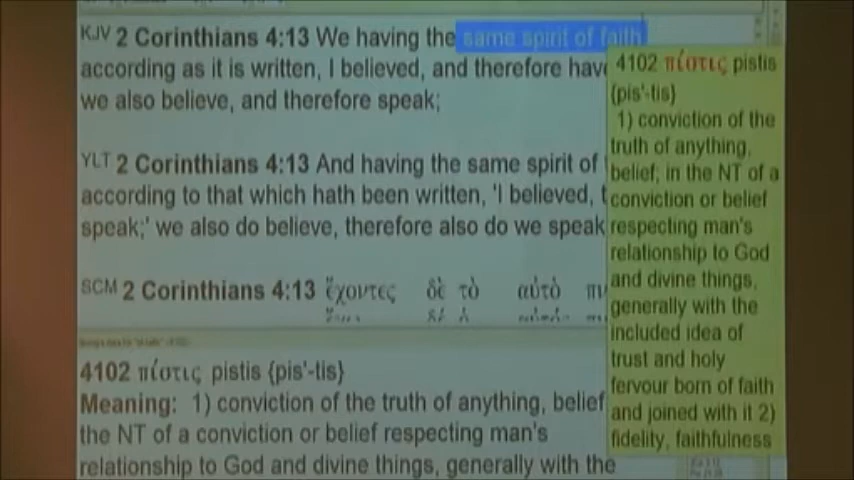 KJV 2 Corinthians 4:13 We having the same spirit of faith
according as it is written, I believed, and therefore have
we also believe, and therefore speak;
YLT 2 Corinthians 4:13 And having the same spirit of
according to that which hath been written, 'I believed, t
speak;' we also do believe, therefore also do we speak
SCM 2 Corinthians 4:13 ἔχοντες δὲ τὸ αὐτὸ πν
4102 πίστις pistis {pis'-tis}
Meaning: 1) conviction of the truth of anything, belief
the NT of a conviction or belief respecting man's
relationship to God and divine things, generally with the
4102 πίστις pistis
{pis'-tis}
1) conviction of the
truth of anything,
belief; in the NT of a
conviction or belief
respecting man's
relationship to God
and divine things,
generally with the
included idea of
trust and holy
fervour born of faith
and joined with it 2)
fidelity, faithfulness